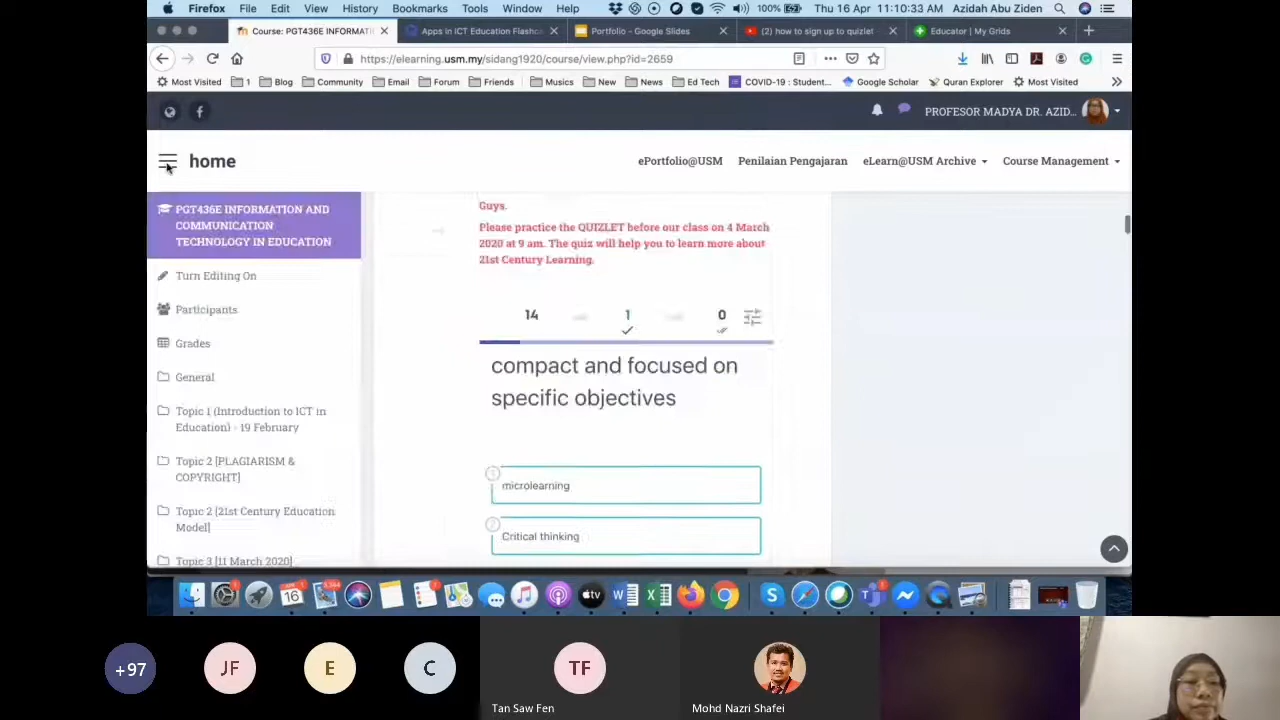 Firefox File Edit View History Bookmarks Tools Window Help 100% Thu 16 Apr 11:10:33 AM Azidah Abu Ziden
Course: PGT436E INFORMATI Apps in ICT Education Flashca Portfolio - Google Slides (2) how to sign up to quizlet Educator | My Grids
https://elearning.usm.my/sidang1920/course/view.php?id=2659
Most Visited 1 Blog Community Email Forum Friends Musics New News Ed Tech COVID-19 : Student... Google Scholar Quran Explorer Most Visited
PROFESOR MADYA DR. AZID...
home
ePortfolio@USM Penilaian Pengajaran eLearn@USM Archive Course Management
PGT436E INFORMATION AND
COMMUNICATION
TECHNOLOGY IN EDUCATION
Turn Editing On
Participants
Grades
General
Topic 1 (Introduction to ICT in
Education) - 19 February
Topic 2 [PLAGIARISM &
COPYRIGHT]
Topic 2 [21st Century Education
Model]
Topic 3 [11 March 2020]
Guys.
Please practice the QUIZLET before our class on 4 March
2020 at 9 am. The quiz will help you to learn more about
21st Century Learning.
14 1 0
compact and focused on
specific objectives
1 microlearning
2 Critical thinking
+97 JF E C TF
Tan Saw Fen Mohd Nazri Shafei